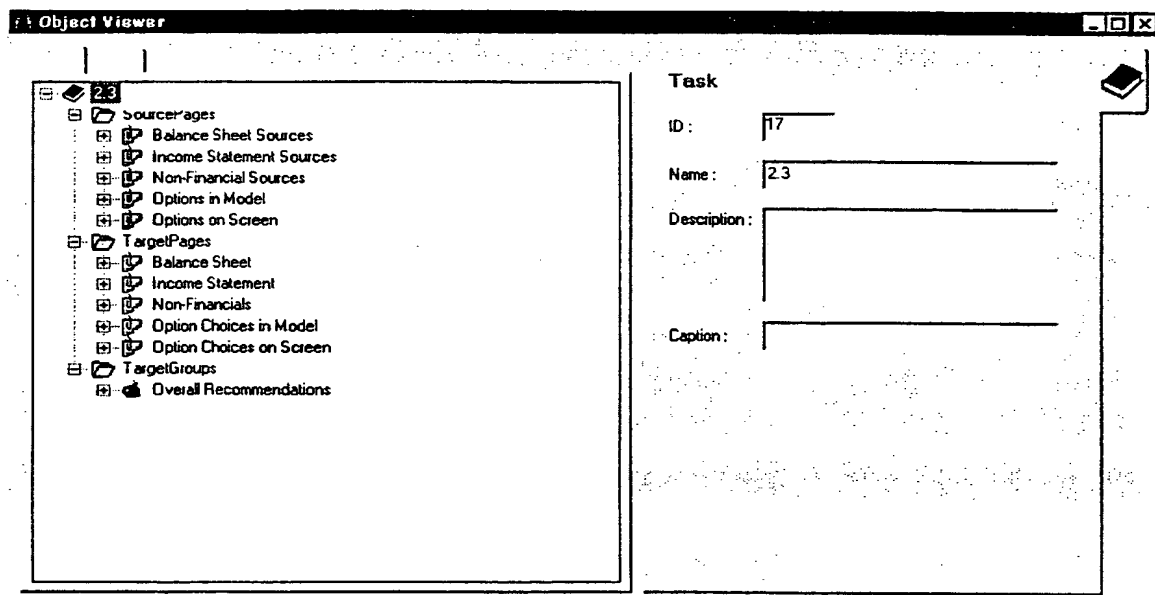 Object Viewer
2.3
SourcePages
Balance Sheet Sources
Income Statement Sources
Non-Financial Sources
Options in Model
Options on Screen
TargetPages
Balance Sheet
Income Statement
Non-Financials
Option Choices in Model
Option Choices on Screen
TargetGroups
Overall Recommendations
Task
ID : 17
Name : 2.3
Description :
Caption :